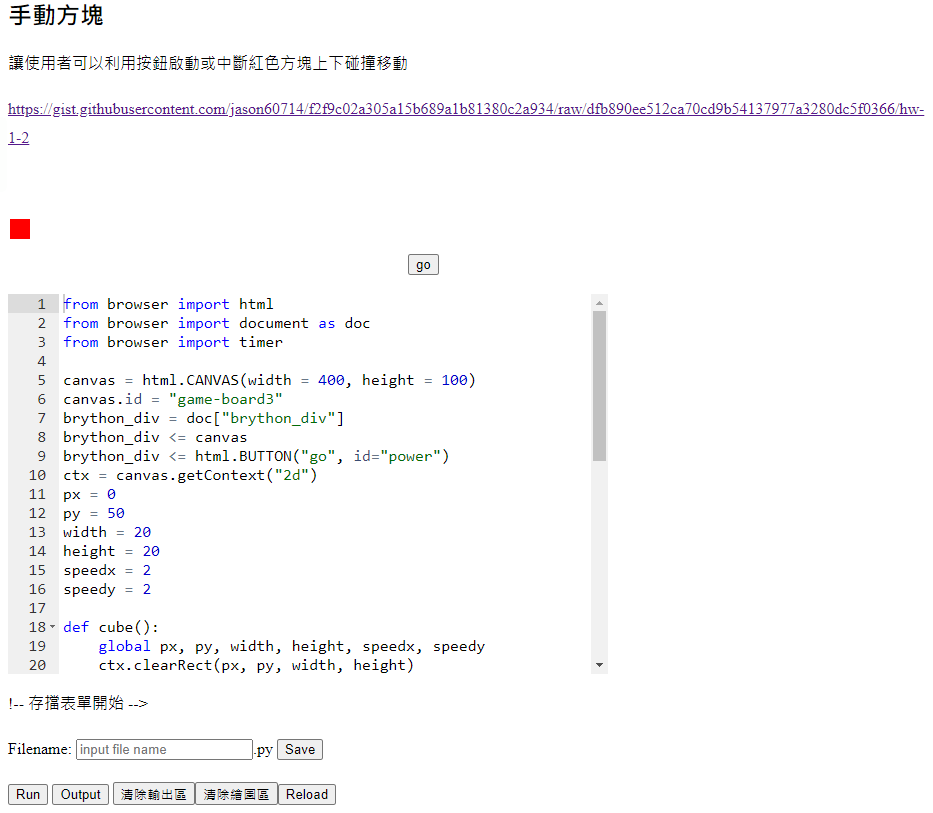 手動方塊
讓使用者可以利用按鈕啟動或中斷紅色方塊上下碰撞移動
https://gist.githubusercontent.com/jason60714/f2f9c02a305a15b689a1b81380c2a934/raw/dfb890ee512ca70cd9b54137977a3280dc5f0366/hw-
1-2
go
1 from browser import html
2 from browser import document as doc
3 from browser import timer
4
5 canvas = html.CANVAS(width = 400, height = 100)
6 canvas.id = "game-board3"
7 brython_div = doc["brython_div"]
8 brython_div <= canvas
9 brython_div <= html.BUTTON("go", id="power")
10 ctx = canvas.getContext("2d")
11 px = 0
12 py = 50
13 width = 20
14 height = 20
15 speedx = 2
16 speedy = 2
17
18 def cube():
19     global px, py, width, height, speedx, speedy
20     ctx.clearRect(px, py, width, height)
!-- 存擋表單開始 -->
Filename: input file name .py Save
Run Output 清除輸出區 清除繪圖區 Reload